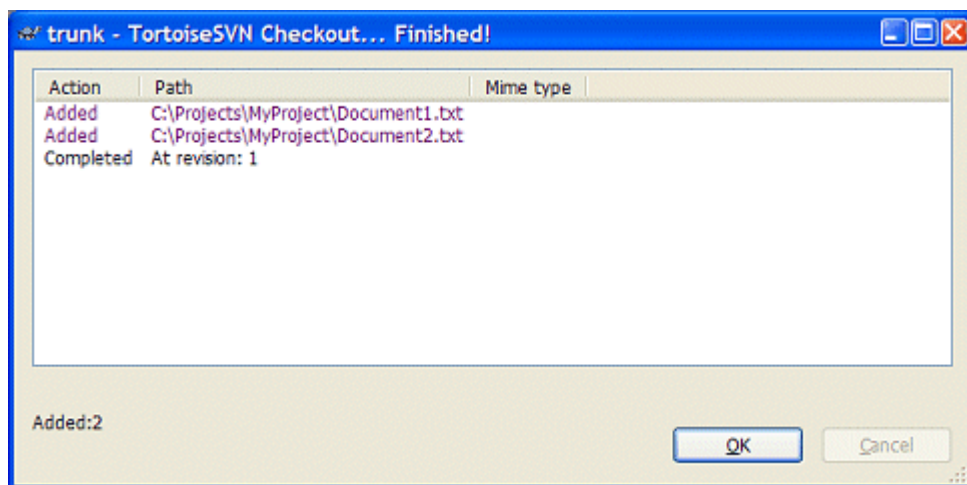 trunk - TortoiseSVN Checkout... Finished!
Action Path Mime type
Added C:\Projects\MyProject\Document1.txt
Added C:\Projects\MyProject\Document2.txt
Completed At revision: 1
Added:2
OK Cancel